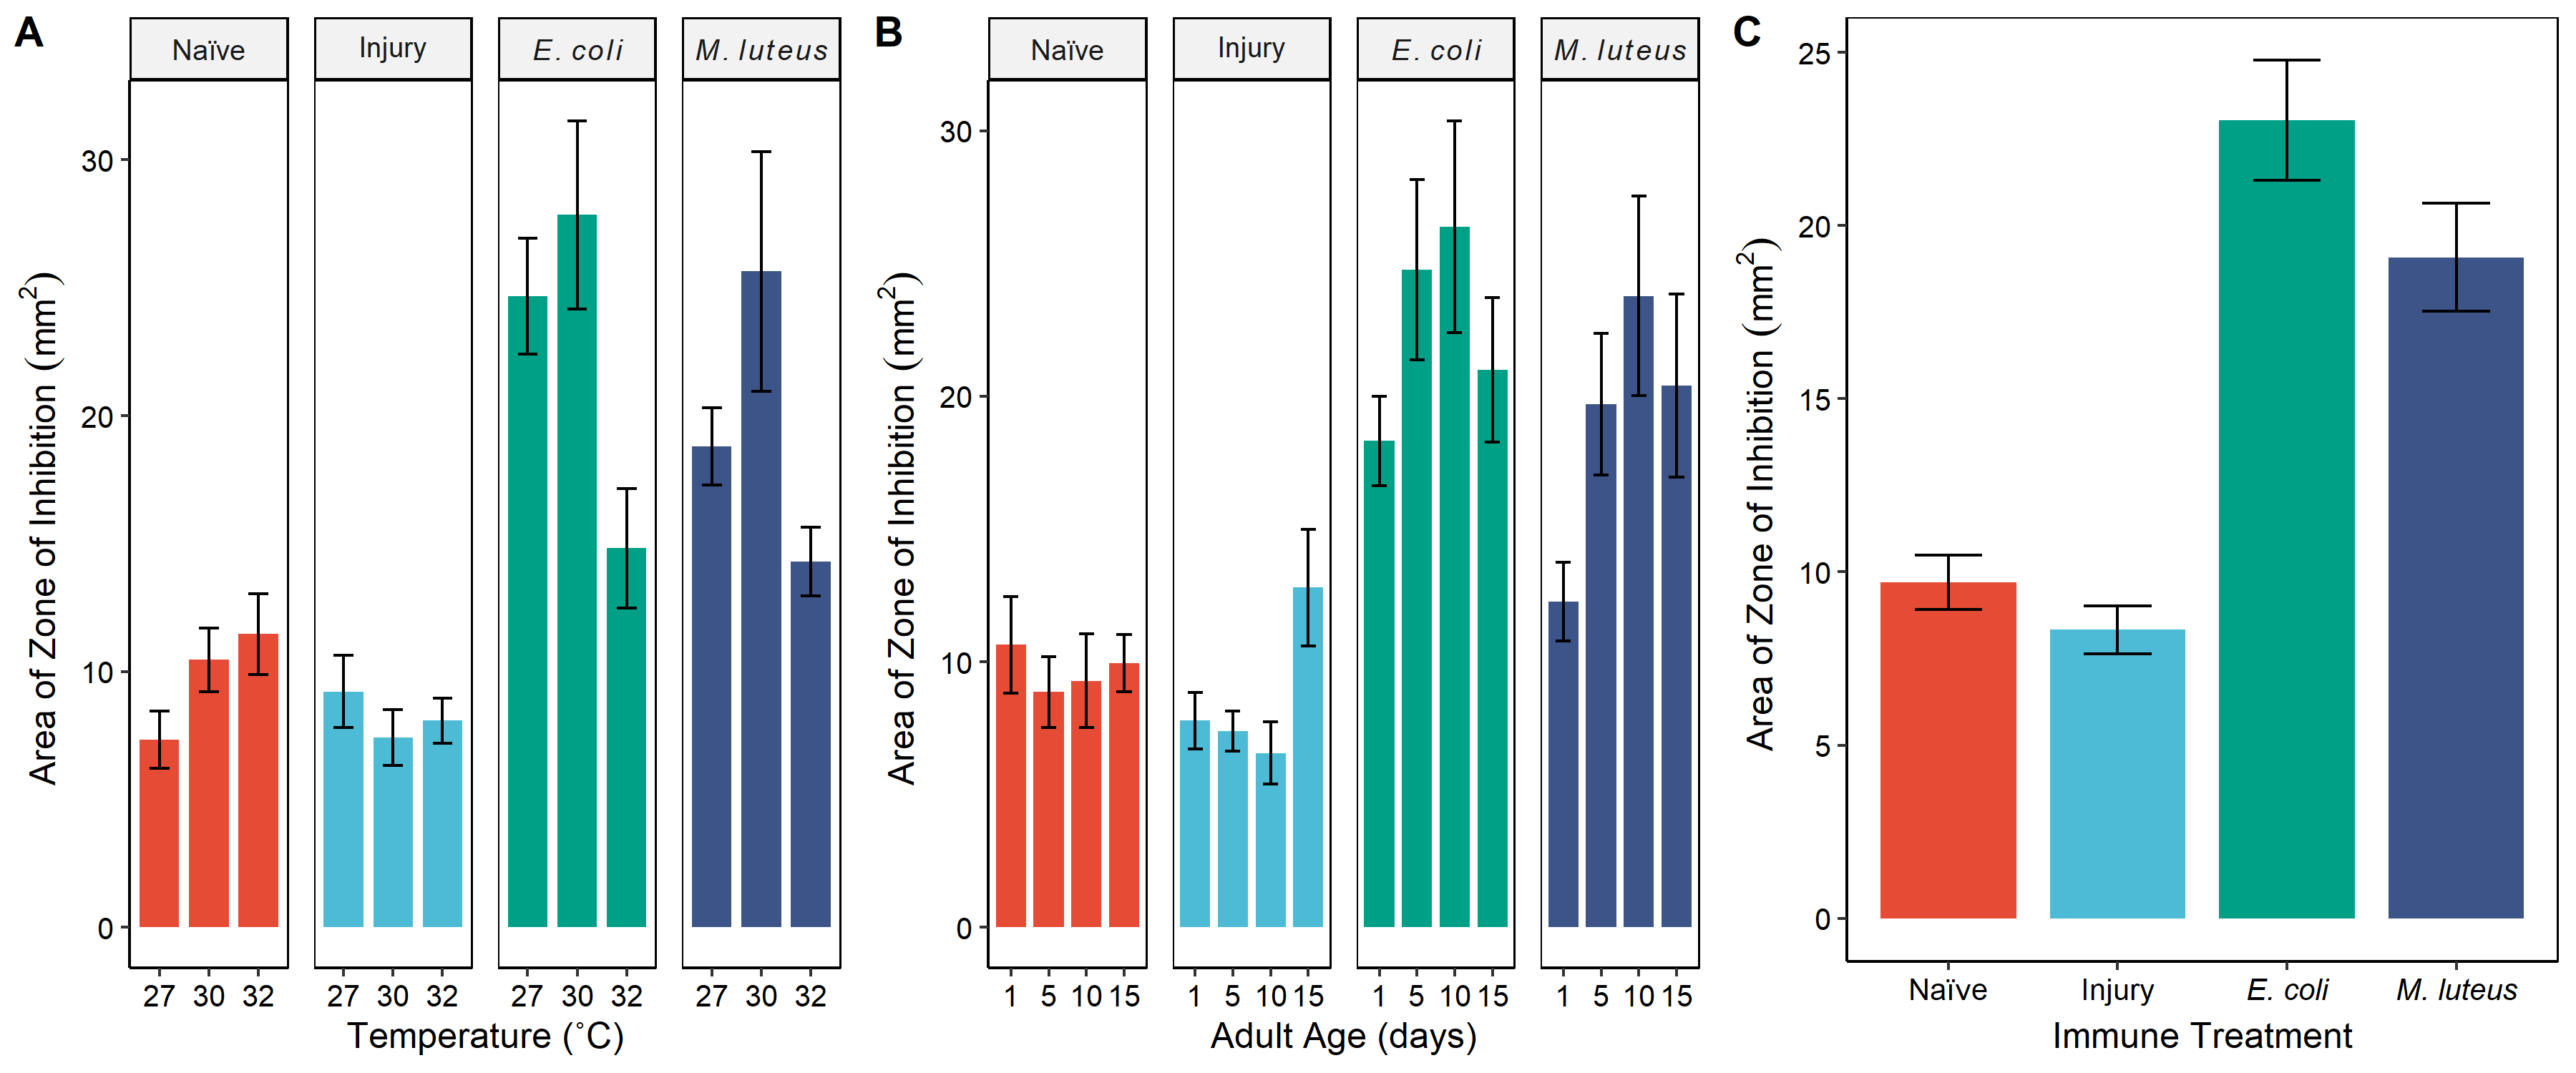 A
Naïve Injury E. coli M. luteus
Area of Zone of Inhibition (mm²)
30
20
10
0
27 30 32 27 30 32 27 30 32 27 30 32
Temperature (°C)
B
Naïve Injury E. coli M. luteus
Area of Zone of Inhibition (mm²)
30
20
10
0
1 5 10 15 1 5 10 15 1 5 10 15 1 5 10 15
Adult Age (days)
C
Area of Zone of Inhibition (mm²)
25
20
15
10
5
0
Naïve Injury E. coli M. luteus
Immune Treatment